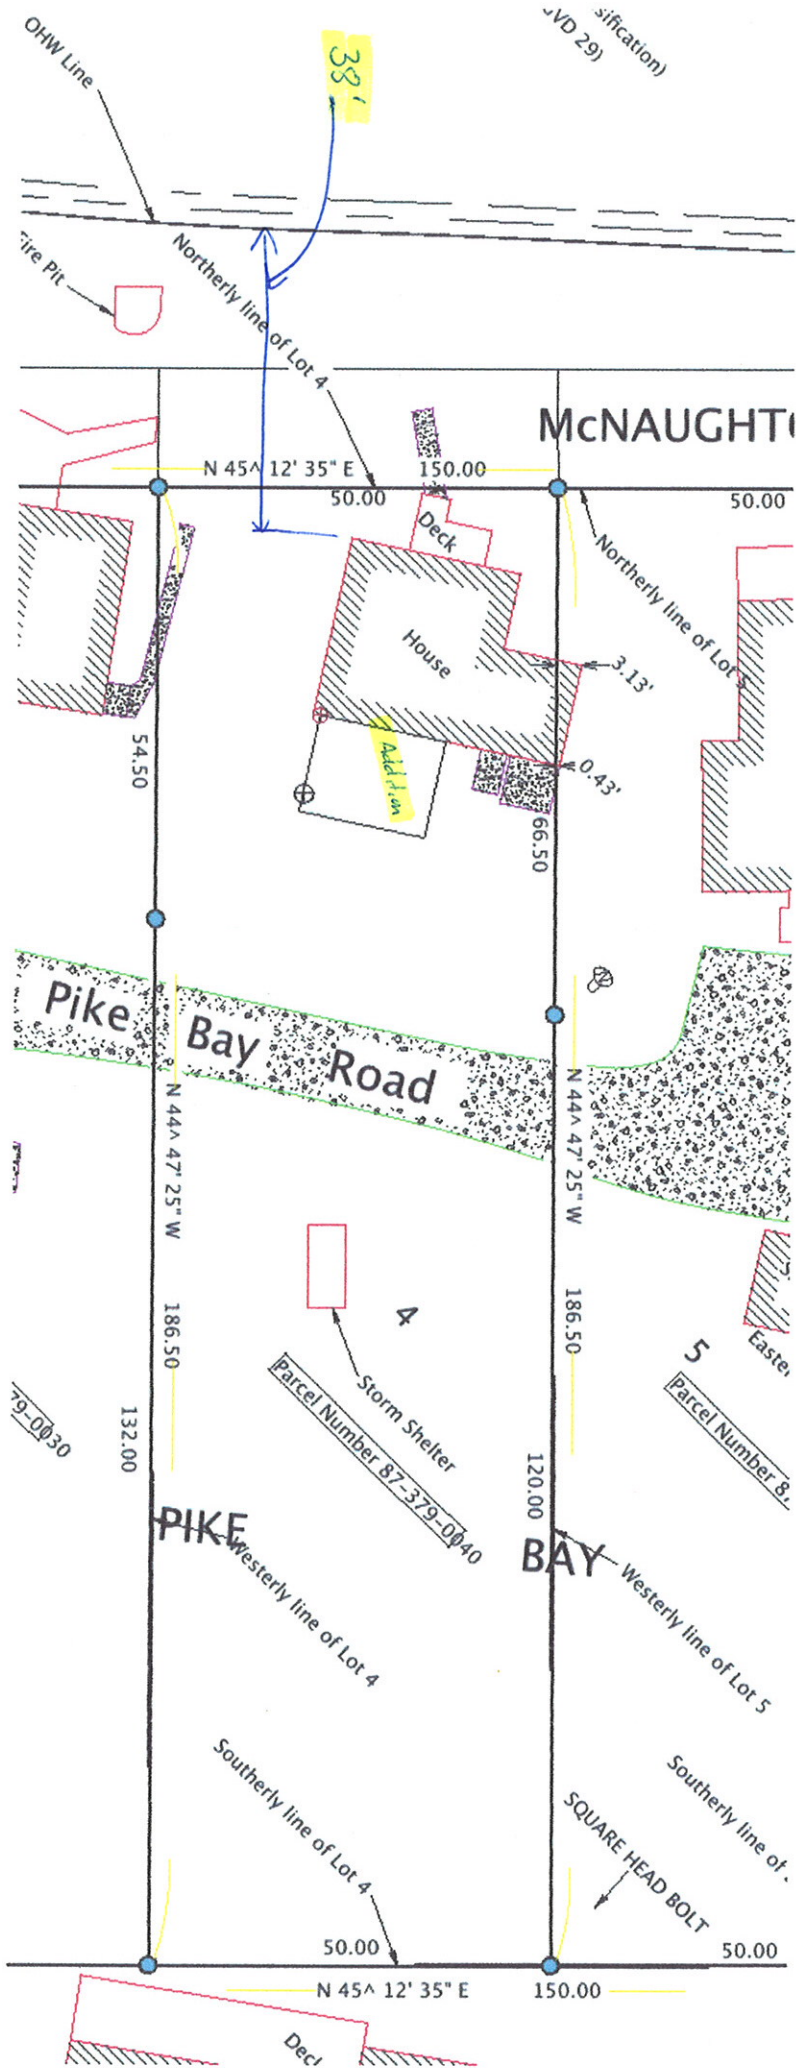 OHW Line
38'
sification)
VD 29)
Fire Pit
Northerly line of Lot 4
McNAUGHT
N 45^ 12' 35" E
150.00
50.00
50.00
Deck
House
Northerly line of Lot 5
3.13'
0.43'
Addition
54.50
66.50
Pike Bay Road
N 44^ 47' 25" W
N 44^ 47' 25" W
186.50
186.50
4
5
Storm Shelter
Parcel Number 87-379-0040
Easte
Parcel Number 8
79-0030
132.00
120.00
PIKE
BAY
Westerly line of Lot 4
Westerly line of Lot 5
Southerly line of Lot 4
Southerly line of
SQUARE HEAD BOLT
50.00
50.00
N 45^ 12' 35" E
150.00
Deck